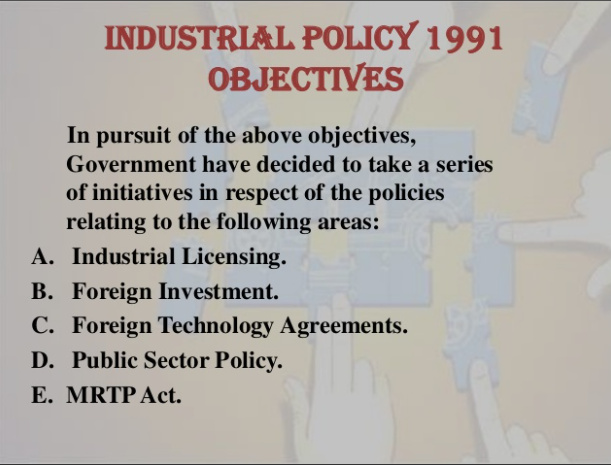 INDUSTRIAL POLICY 1991
OBJECTIVES
In pursuit of the above objectives,
Government have decided to take a series
of initiatives in respect of the policies
relating to the following areas:
A. Industrial Licensing.
B. Foreign Investment.
C. Foreign Technology Agreements.
D. Public Sector Policy.
E. MRTP Act.